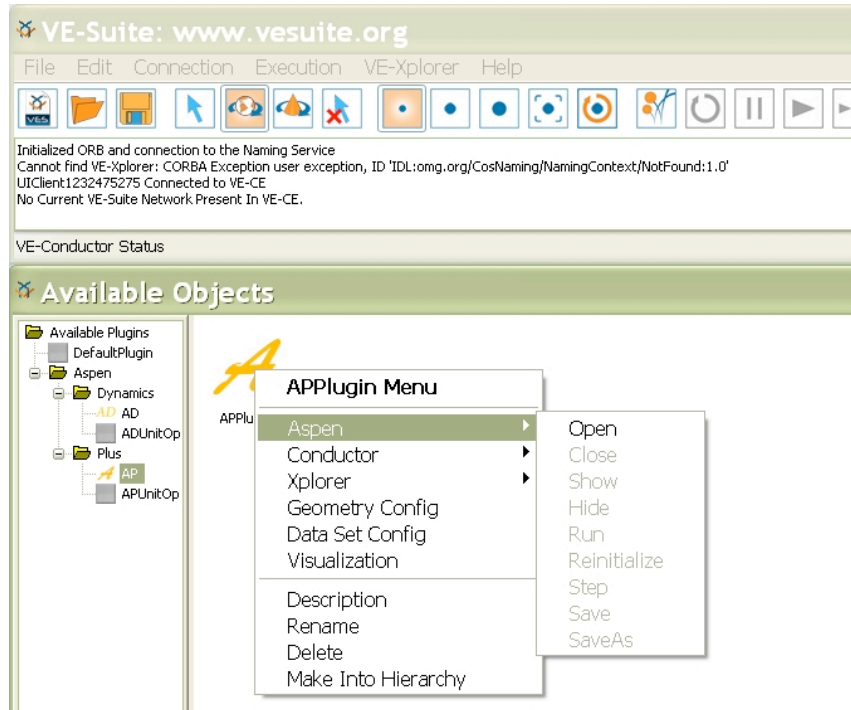 VE-Suite: www.vesuite.org
File Edit Connection Execution VE-Xplorer Help
VES
Initialized ORB and connection to the Naming Service
Cannot find VE-Xplorer: CORBA Exception user exception, ID 'IDL:omg.org/CosNaming/NamingContext/NotFound:1.0'
UIClient1232475275 Connected to VE-CE
No Current VE-Suite Network Present In VE-CE.
VE-Conductor Status
Available Objects
Available Plugins
DefaultPlugin
Aspen
Dynamics
AD AD
ADUnitOp
Plus
A AP
APUnitOp
A
APPlu
APPlugin Menu
Aspen
Conductor
Xplorer
Geometry Config
Data Set Config
Visualization
Description
Rename
Delete
Make Into Hierarchy
Open
Close
Show
Hide
Run
Reinitialize
Step
Save
SaveAs